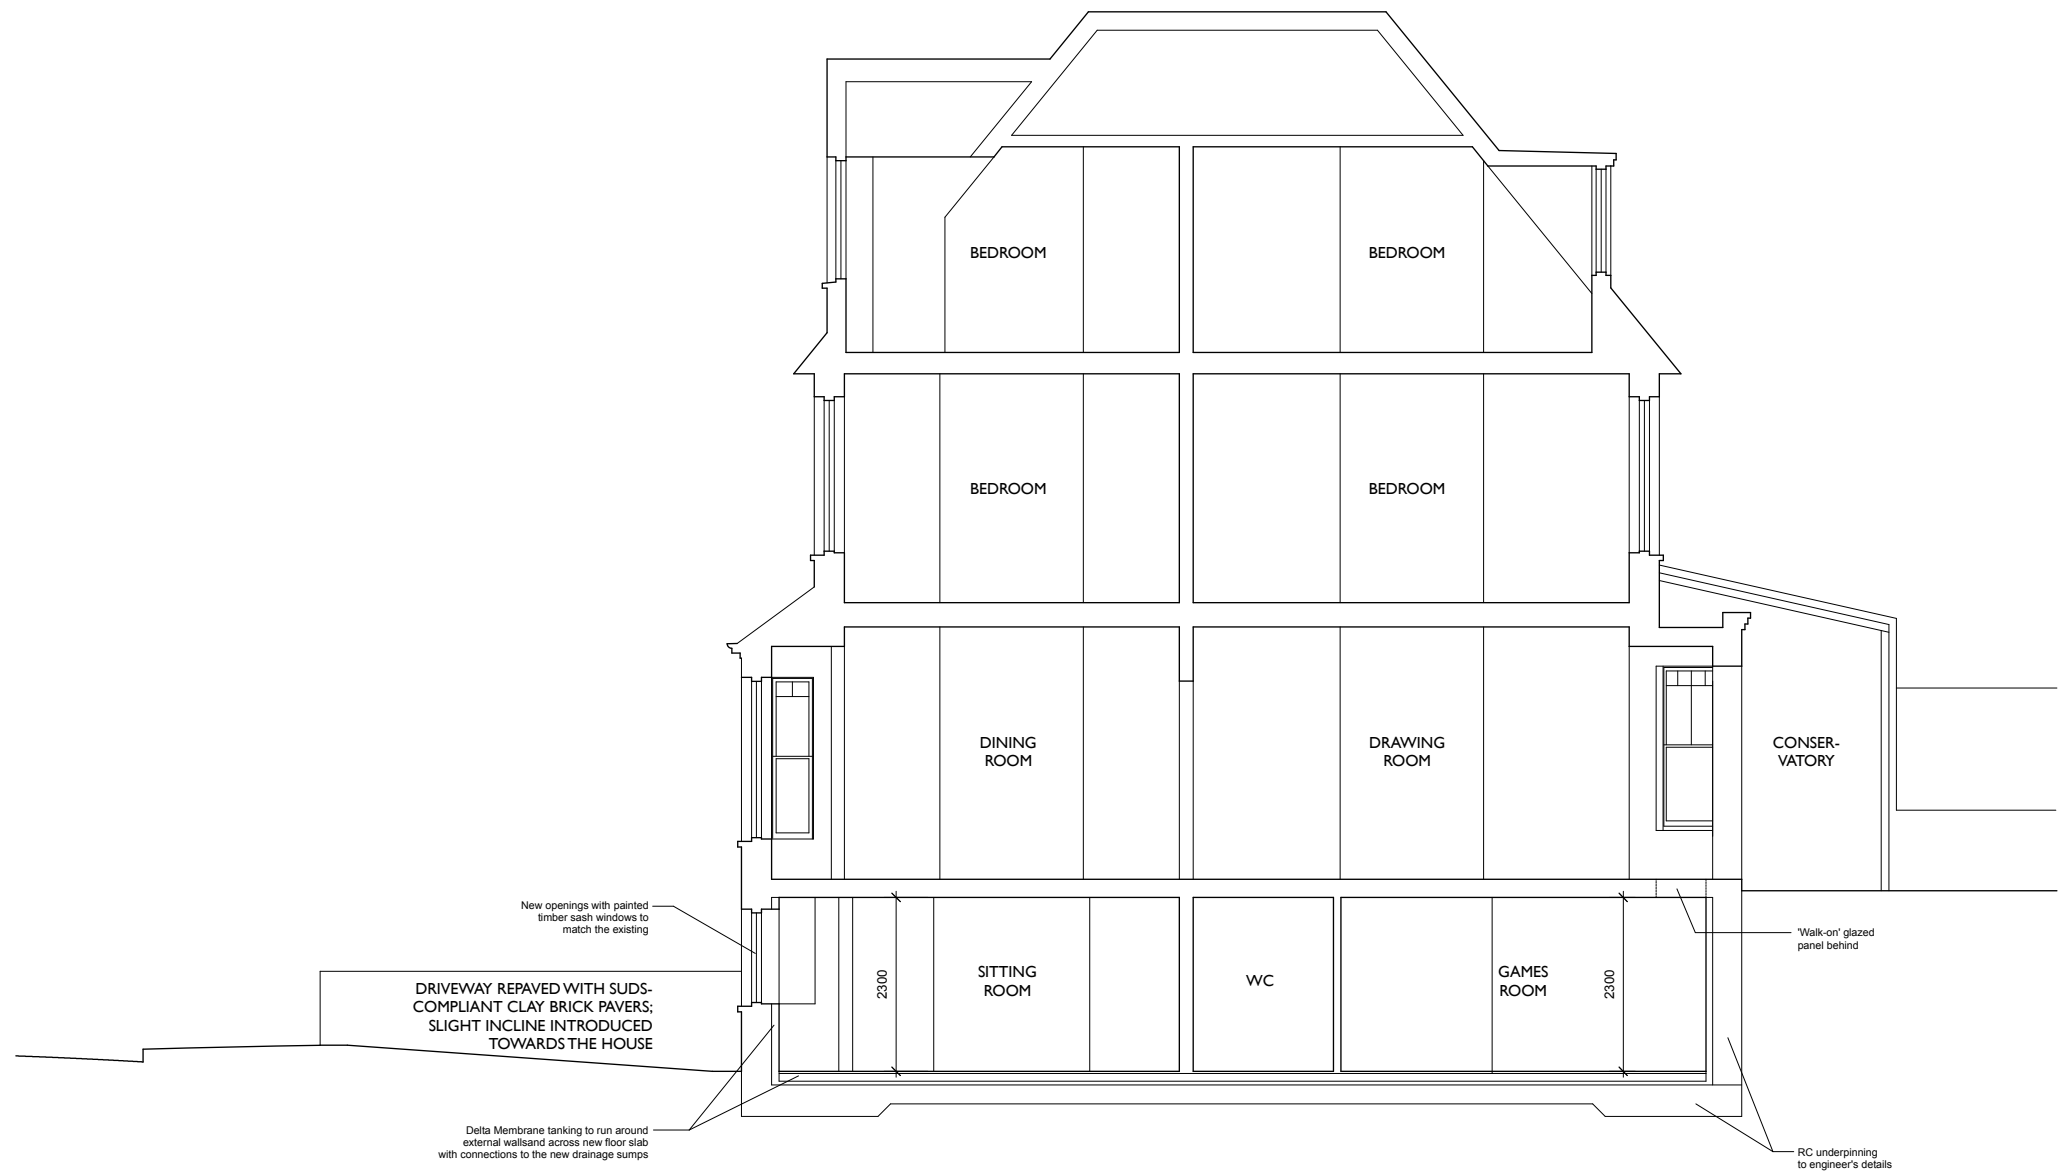 BEDROOM
BEDROOM
BEDROOM
BEDROOM
DINING
ROOM
DRAWING
ROOM
CONSER-
VATORY
New openings with painted
timber sash windows to
match the existing
'Walk-on' glazed
panel behind
SITTING
ROOM
WC
GAMES
ROOM
2300
2300
DRIVEWAY REPAVED WITH SUDS-
COMPLIANT CLAY BRICK PAVERS;
SLIGHT INCLINE INTRODUCED
TOWARDS THE HOUSE
Delta Membrane tanking to run around
external wallsand across new floor slab
with connections to the new drainage sumps
RC underpinning
to engineer's details